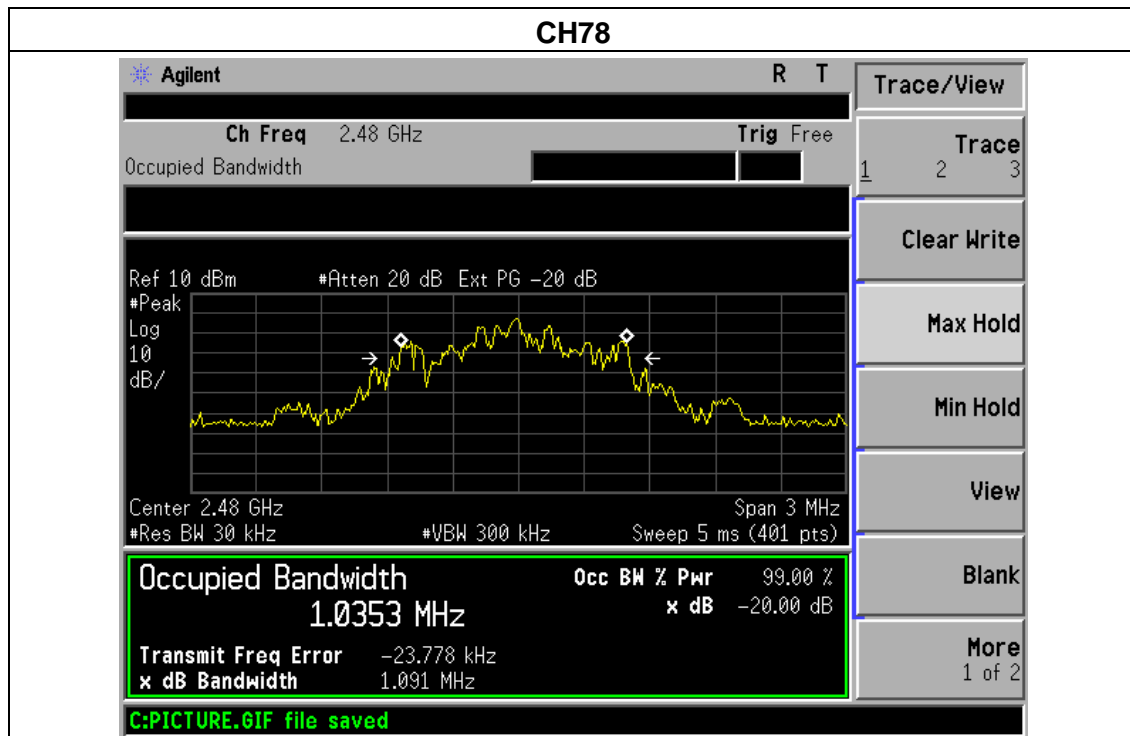 CH78
Agilent R T
Trace/View
Ch Freq 2.48 GHz Trig Free
Occupied Bandwidth
Trace
1 2 3
Clear Write
Ref 10 dBm #Atten 20 dB Ext PG -20 dB
#Peak
Log
10
dB/
Max Hold
Min Hold
View
Center 2.48 GHz Span 3 MHz
#Res BW 30 kHz #VBW 300 kHz Sweep 5 ms (401 pts)
Occupied Bandwidth Occ BW % Pwr 99.00 %
1.0353 MHz x dB -20.00 dB
Blank
Transmit Freq Error -23.778 kHz
x dB Bandwidth 1.091 MHz
More
1 of 2
C:PICTURE.GIF file saved